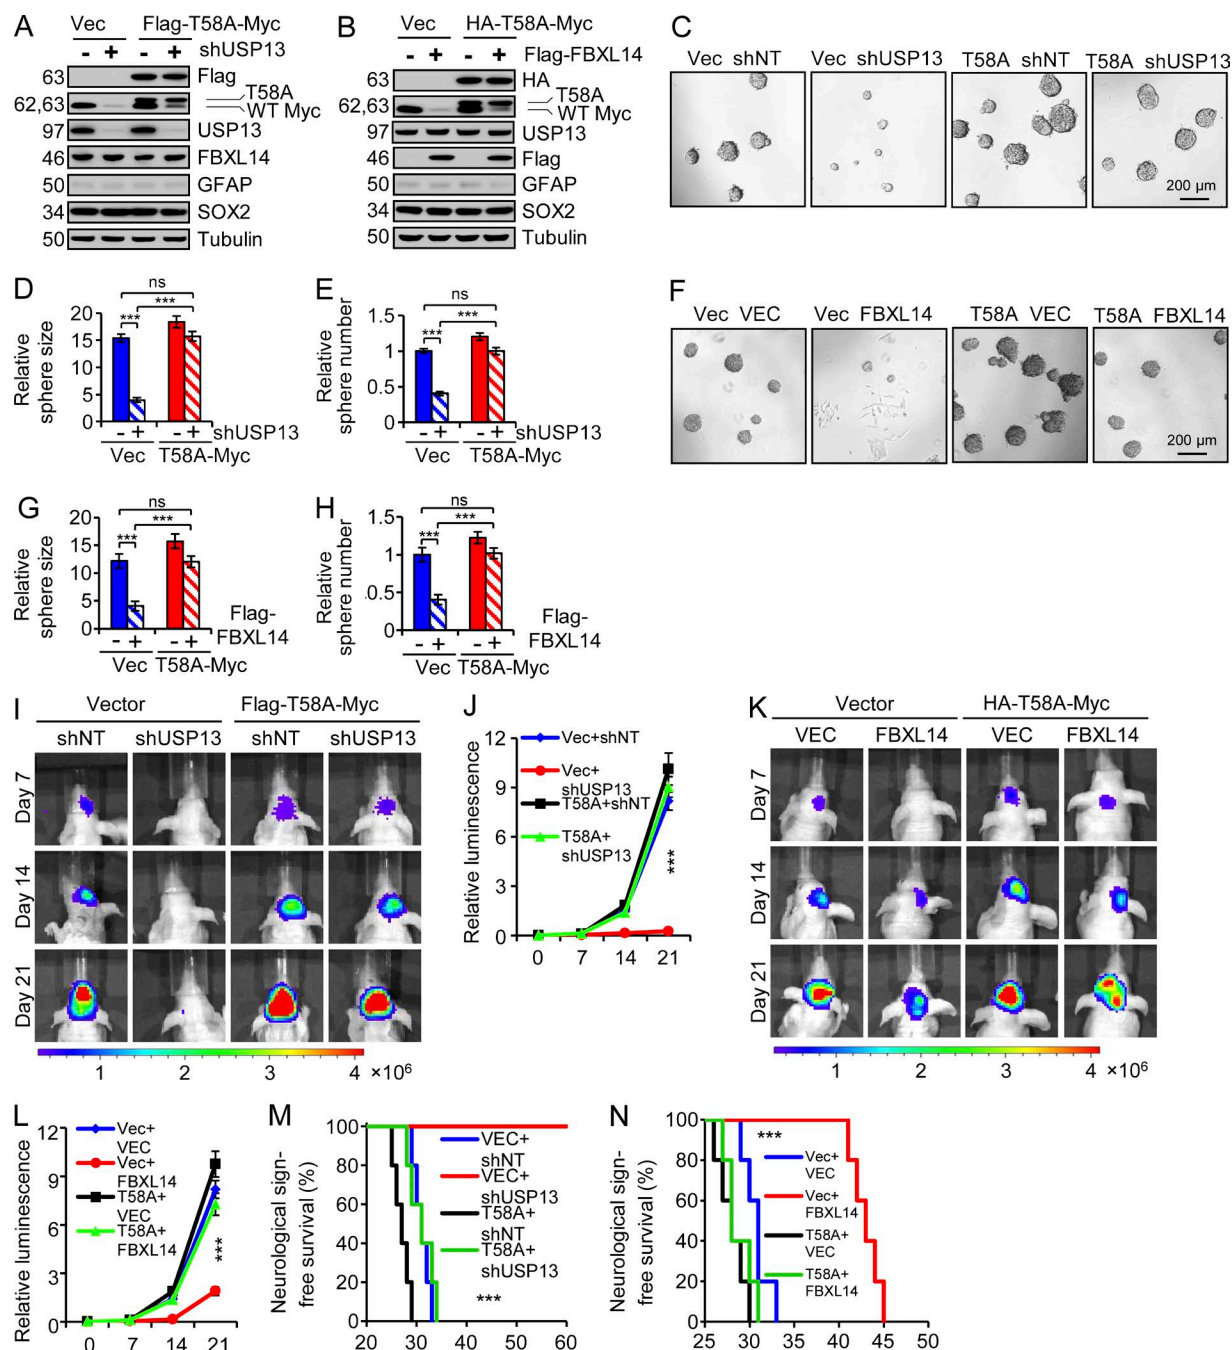 A
Vec Flag-T58A-Myc
- + - + shUSP13
63 Flag
62,63 T58A
WT Myc
97 USP13
46 FBXL14
50 GFAP
34 SOX2
50 Tubulin
B
Vec HA-T58A-Myc
- + - + Flag-FBXL14
63 HA
62,63 T58A
WT Myc
97 USP13
46 Flag
50 GFAP
34 SOX2
50 Tubulin
C
Vec shNT Vec shUSP13 T58A shNT T58A shUSP13
200 µm
D
Relative
sphere size
20
15
10
5
0
ns
***
***
- + - + shUSP13
Vec T58A-Myc
E
Relative
sphere number
1.5
1
0.5
0
ns
***
***
- + - + shUSP13
Vec T58A-Myc
F
Vec VEC Vec FBXL14 T58A VEC T58A FBXL14
200 µm
G
Relative
sphere size
20
15
10
5
0
ns
***
***
- + - + Flag-
FBXL14
Vec T58A-Myc
H
Relative
sphere number
1.5
1
.5
0
ns
***
***
- + - + Flag-
FBXL14
Vec T58A-Myc
I
Vector Flag-T58A-Myc
shNT shUSP13 shNT shUSP13
Day 7
Day 14
Day 21
1 2 3 4 ×10⁶
J
Relative luminescence
12
9
6
3
0
0 7 14 21
Vec+shNT
Vec+
shUSP13
T58A+shNT
T58A+
shUSP13
***
K
Vector HA-T58A-Myc
VEC FBXL14 VEC FBXL14
Day 7
Day 14
Day 21
1 2 3 4 ×10⁶
L
Relative luminescence
12
9
6
3
0
0 7 14 21
Vec+
VEC
Vec+
FBXL14
T58A+
VEC
T58A+
FBXL14
***
M
Neurological sign-
free survival (%)
100
80
60
40
20
0
20 30 40 50 60
VEC+
shNT
VEC+
shUSP13
T58A+
shNT
T58A+
shUSP13
***
N
Neurological sign-
free survival (%)
100
80
60
40
20
0
25 30 35 40 45 50
***
Vec+
VEC
Vec+
FBXL14
T58A+
VEC
T58A+
FBXL14